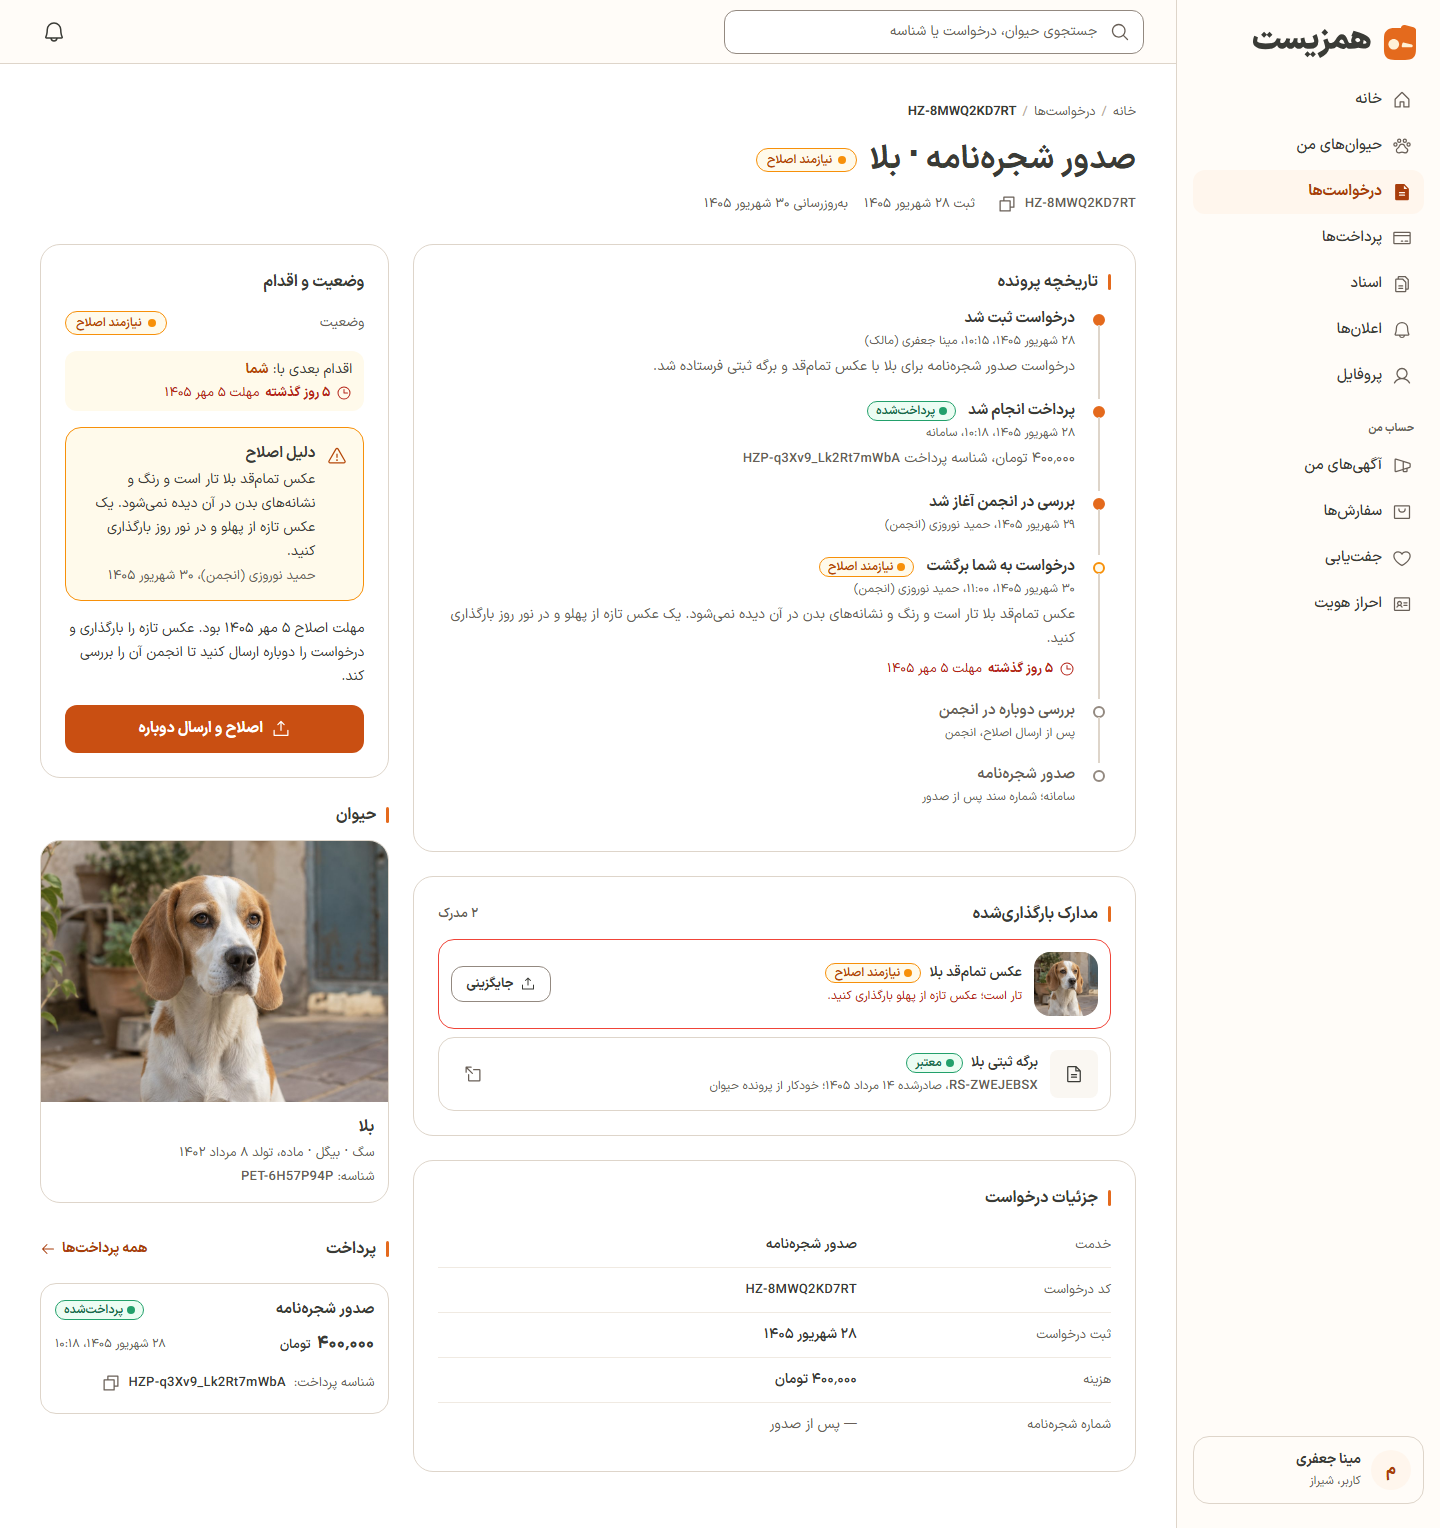 همزیست
خانه
حیوان‌های من
درخواست‌ها
پرداخت‌ها
اسناد
اعلان‌ها
پروفایل
حساب من
آگهی‌های من
سفارش‌ها
جفت‌یابی
احراز هویت
م
مینا جعفری
کاربر، شیراز
جستجوی حیوان، درخواست یا شناسه
خانه / درخواست‌ها / HZ-8MWQ2KD7RT
صدور شجره‌نامه · بلا نیازمند اصلاح
HZ-8MWQ2KD7RT ثبت ۲۸ شهریور ۱۴۰۵ به‌روزرسانی ۳۰ شهریور ۱۴۰۵
تاریخچه پرونده
درخواست ثبت شد
۲۸ شهریور ۱۴۰۵، ۱۰:۱۵، مینا جعفری (مالک)
درخواست صدور شجره‌نامه برای بلا با عکس تمام‌قد و برگه ثبتی فرستاده شد.
پرداخت انجام شد پرداخت‌شده
۲۸ شهریور ۱۴۰۵، ۱۰:۱۸، سامانه
۴۰۰٬۰۰۰ تومان، شناسه پرداخت HZP-q3Xv9_Lk2Rt7mWbA
بررسی در انجمن آغاز شد
۲۹ شهریور ۱۴۰۵، حمید نوروزی (انجمن)
درخواست به شما برگشت نیازمند اصلاح
۳۰ شهریور ۱۴۰۵، ۱۱:۰۰، حمید نوروزی (انجمن)
عکس تمام‌قد بلا تار است و رنگ و نشانه‌های بدن در آن دیده نمی‌شود. یک عکس تازه از پهلو و در نور روز بارگذاری
کنید.
۵ روز گذشته مهلت ۵ مهر ۱۴۰۵
بررسی دوباره در انجمن
پس از ارسال اصلاح، انجمن
صدور شجره‌نامه
سامانه؛ شماره سند پس از صدور
مدارک بارگذاری‌شده
۲ مدرک
عکس تمام‌قد بلا نیازمند اصلاح
تار است؛ عکس تازه از پهلو بارگذاری کنید.
جایگزینی
برگه ثبتی بلا معتبر
RS-ZWEJEBSX، صادرشده ۱۴ مرداد ۱۴۰۵؛ خودکار از پرونده حیوان
جزئیات درخواست
خدمت صدور شجره‌نامه
کد درخواست HZ-8MWQ2KD7RT
ثبت درخواست ۲۸ شهریور ۱۴۰۵
هزینه ۴۰۰٬۰۰۰ تومان
شماره شجره‌نامه — پس از صدور
وضعیت و اقدام
وضعیت نیازمند اصلاح
اقدام بعدی با: شما
۵ روز گذشته مهلت ۵ مهر ۱۴۰۵
دلیل اصلاح
عکس تمام‌قد بلا تار است و رنگ و
نشانه‌های بدن در آن دیده نمی‌شود. یک
عکس تازه از پهلو و در نور روز بارگذاری
کنید.
حمید نوروزی (انجمن)، ۳۰ شهریور ۱۴۰۵
مهلت اصلاح ۵ مهر ۱۴۰۵ بود. عکس تازه را بارگذاری و
درخواست را دوباره ارسال کنید تا انجمن آن را بررسی
کند.
اصلاح و ارسال دوباره
حیوان
بلا
سگ · بیگل · ماده، تولد ۸ مرداد ۱۴۰۲
شناسه: PET-6H57P94P
پرداخت
همه پرداخت‌ها
صدور شجره‌نامه پرداخت‌شده
۴۰۰٬۰۰۰ تومان ۲۸ شهریور ۱۴۰۵، ۱۰:۱۸
شناسه پرداخت: HZP-q3Xv9_Lk2Rt7mWbA